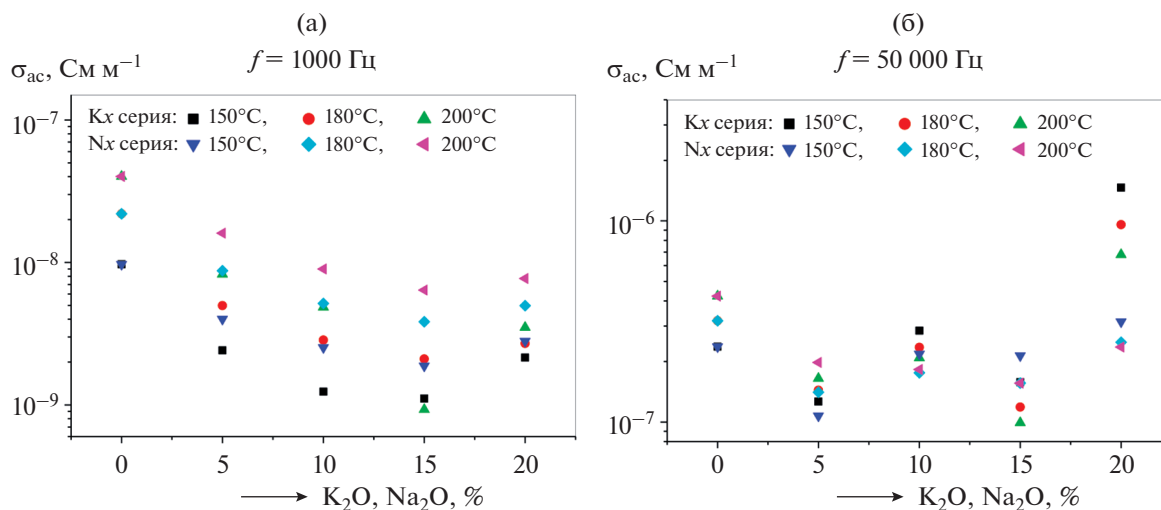 (а)
f = 1000 Гц
σac, См м−1
Kx серия: 150°C, 180°C, 200°C
Nx серия: 150°C, 180°C, 200°C
10−7
10−8
10−9
0 5 10 15 20
K2O, Na2O, %
(б)
f = 50 000 Гц
σac, См м−1
Kx серия: 150°C, 180°C, 200°C
Nx серия: 150°C, 180°C, 200°C
10−6
10−7
0 5 10 15 20
K2O, Na2O, %